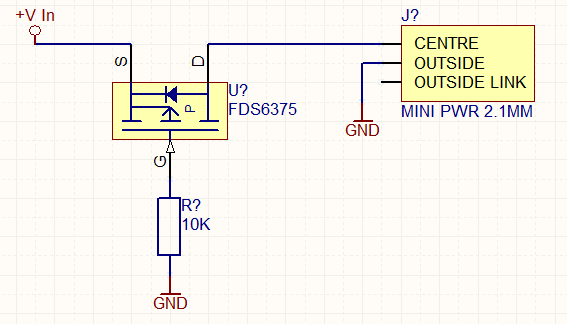 +V In
J?
S
D
CENTRE
OUTSIDE
OUTSIDE LINK
U?
FDS6375
P
MINI PWR 2.1MM
GND
G
R?
10K
GND